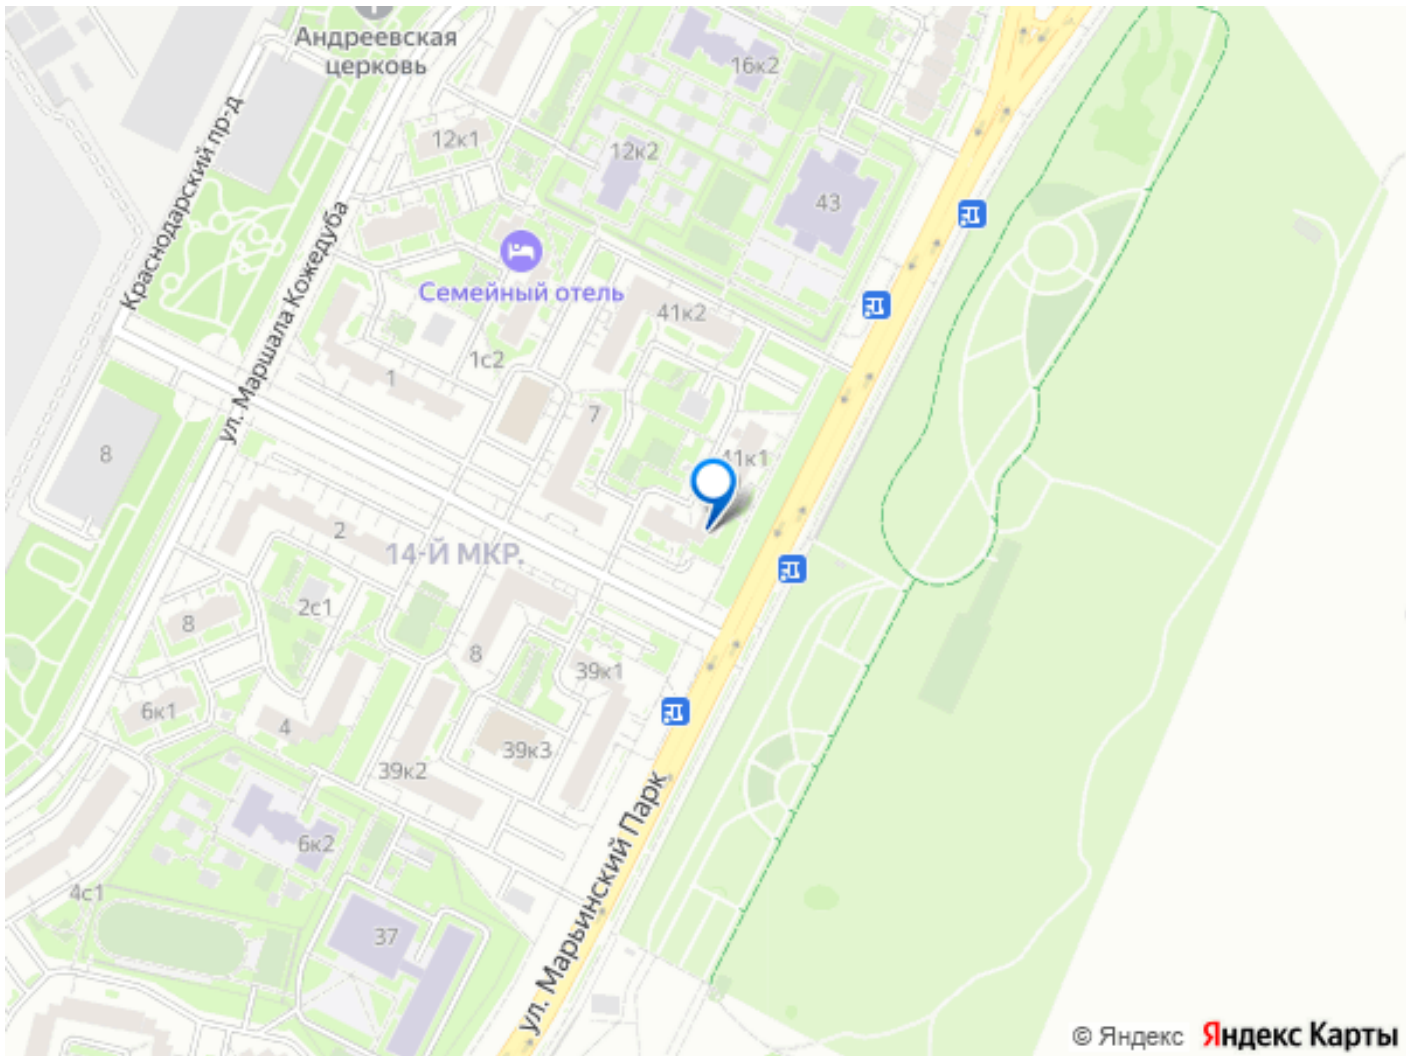 Андреевская
церковь
16к2
Краснодарский пр-д
12к1
12к2
43
ул. Маршала Кожедуба
Семейный отель
41к2
1с2
1
7
8
41к1
2
14-Й МКР.
2с1
8
8
39к1
6к1
4
39к3
39к2
ул. Марьинский Парк
6к2
4с1
37
© Яндекс Яндекс Карты